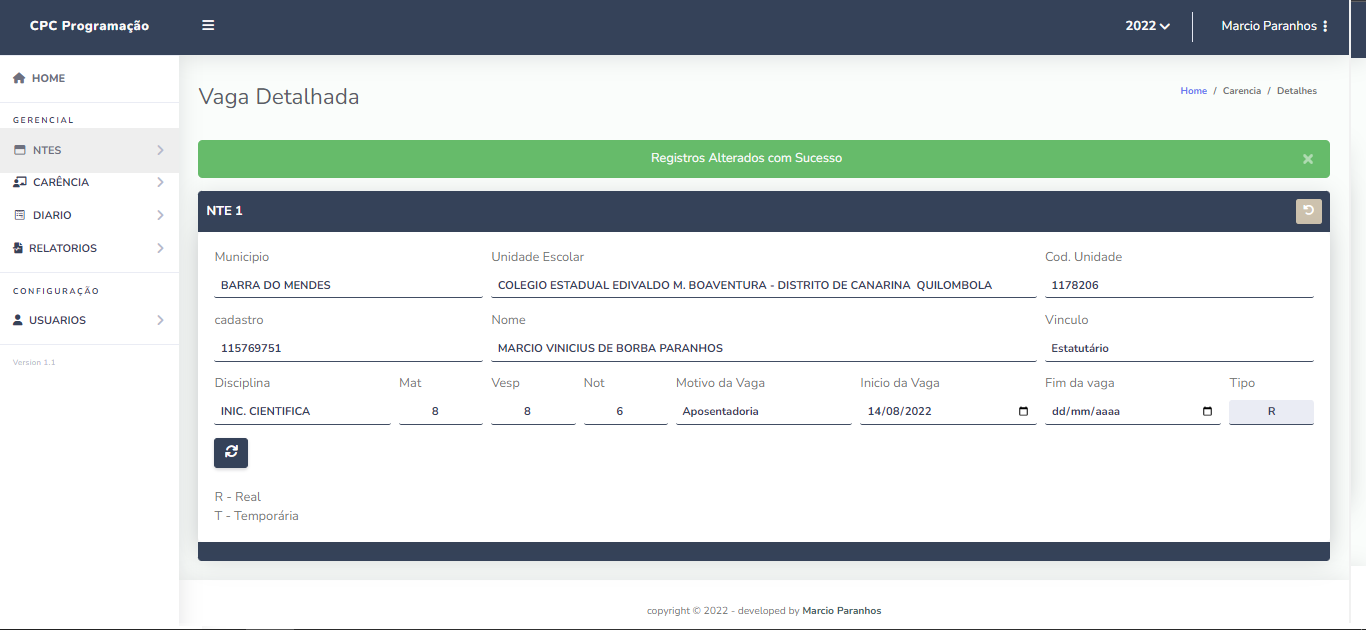 CPC Programação
2022
Marcio Paranhos
HOME
GERENCIAL
NTES
CARÊNCIA
DIARIO
RELATORIOS
CONFIGURAÇÃO
USUARIOS
Version 1.1
Vaga Detalhada
Home / Carencia / Detalhes
Registros Alterados com Sucesso ×
NTE 1
Municipio Unidade Escolar Cod. Unidade
BARRA DO MENDES COLEGIO ESTADUAL EDIVALDO M. BOAVENTURA - DISTRITO DE CANARINA QUILOMBOLA 1178206
cadastro Nome Vinculo
115769751 MARCIO VINICIUS DE BORBA PARANHOS Estatutário
Disciplina Mat Vesp Not Motivo da Vaga Inicio da Vaga Fim da vaga Tipo
INIC. CIENTIFICA 8 8 6 Aposentadoria 14/08/2022 dd/mm/aaaa R
R - Real
T - Temporária
copyright © 2022 - developed by Marcio Paranhos